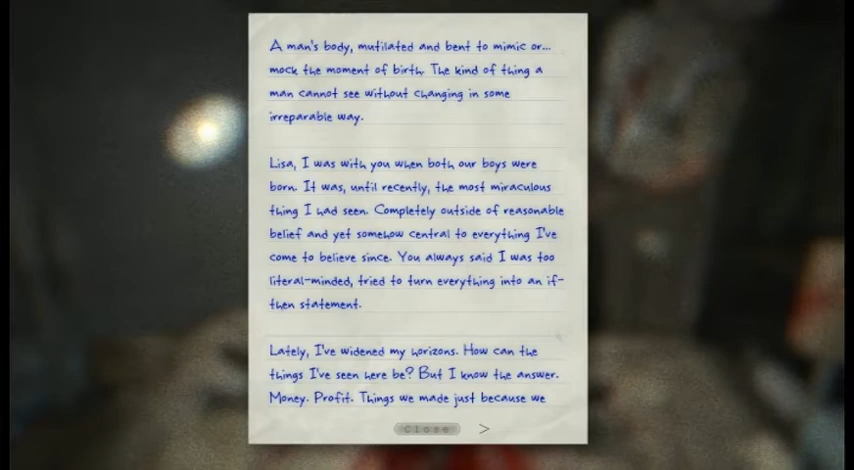 A man's body, mutilated and bent to mimic or...
mock the moment of birth. The kind of thing a
man cannot see without changing in some
irreparable way.
Lisa, I was with you when both our boys were
born. It was, until recently, the most miraculous
thing I had seen. Completely outside of reasonable
belief and yet somehow central to everything I've
come to believe since. You always said I was too
literal-minded, tried to turn everything into an if-
then statement.
Lately, I've widened my horizons. How can the
things I've seen here be? But I know the answer.
Money. Profit. Things we made just because we
Close >